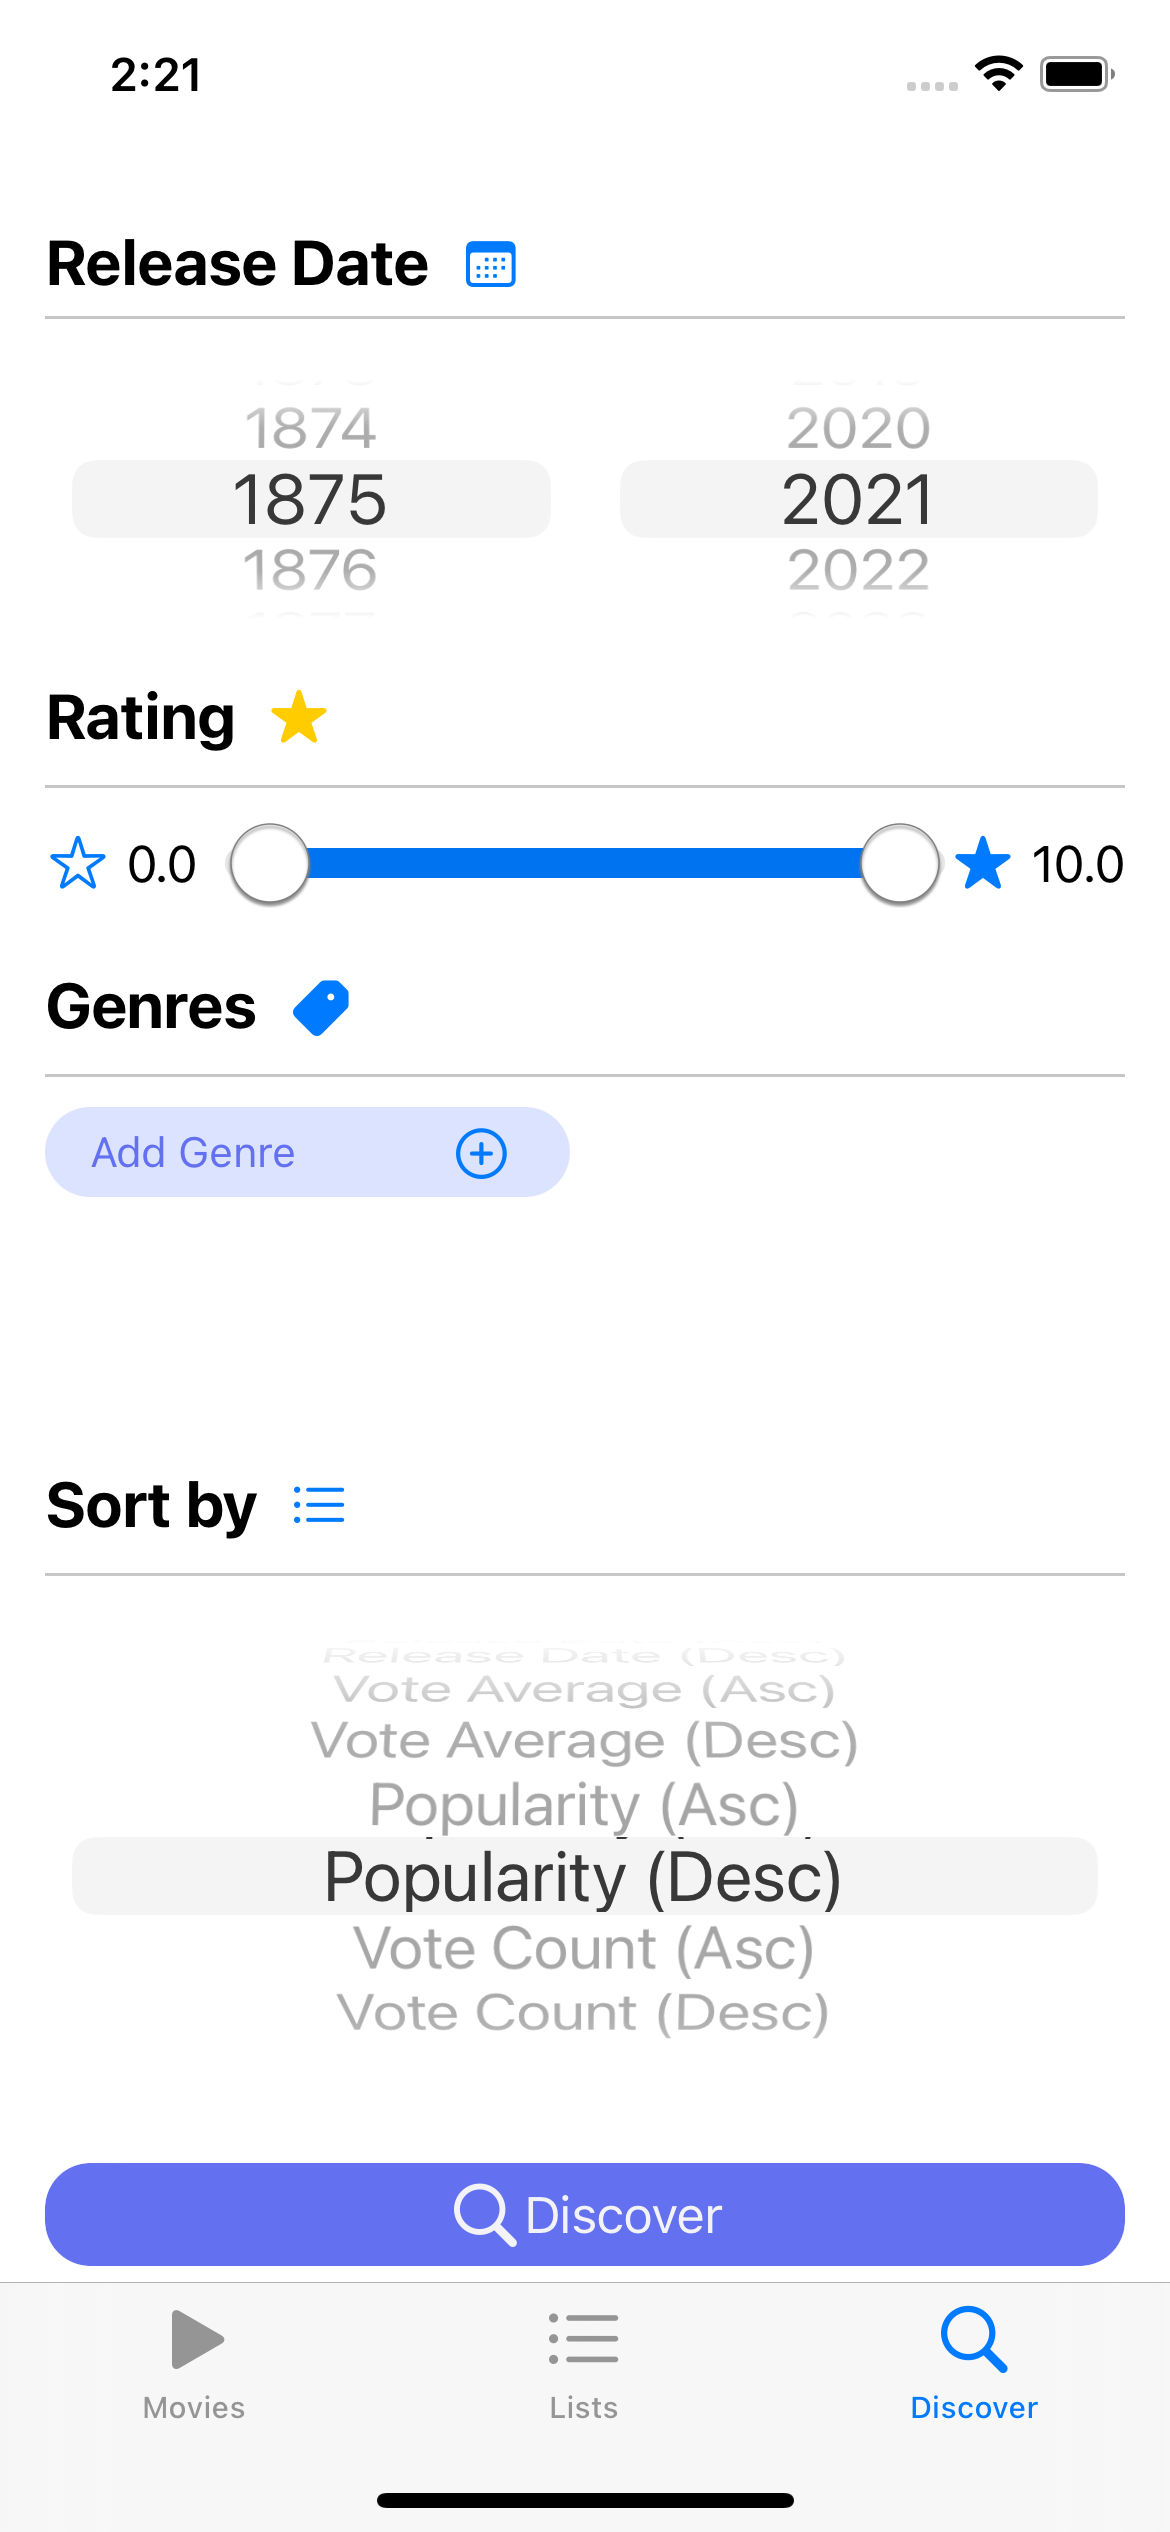 2:21
Release Date
1874 2020
1875 2021
1876 2022
Rating
0.0 10.0
Genres
Add Genre
Sort by
Release Date (Desc)
Vote Average (Asc)
Vote Average (Desc)
Popularity (Asc)
Popularity (Desc)
Vote Count (Asc)
Vote Count (Desc)
Discover
Movies Lists Discover